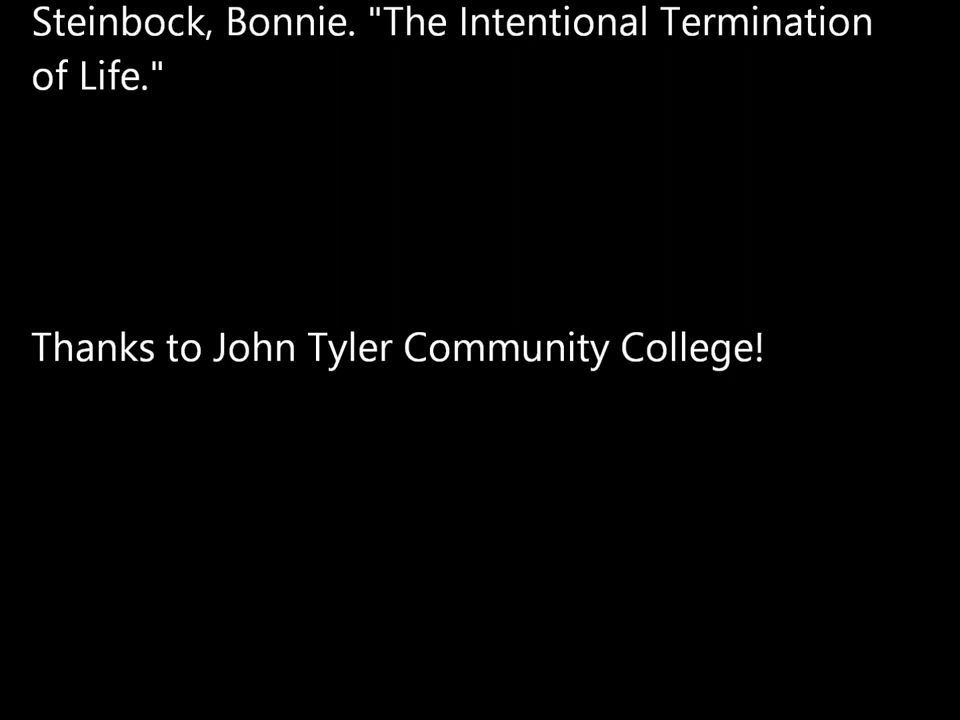 Steinbock, Bonnie. "The Intentional Termination
of Life."
Thanks to John Tyler Community College!